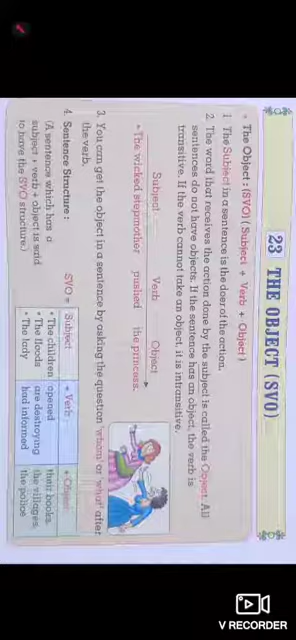 23 THE OBJECT (SVO)
* The Object : (SVO) (Subject + Verb + Object)
1. The Subject in a sentence is the doer of the action.
2. The word that receives the action done by the subject is called the Object. All
sentences do not have objects. If the sentence has an object, the verb is
transitive. If the verb cannot take an object, it is intransitive.
Subject Verb Object
• The wicked stepmother pushed the princess.
3. You can get the object in a sentence by asking the question 'whom' or 'what' after
the verb.
4. Sentence Structure :
(A sentence which has a
subject + verb + object is said
to have the SVO structure.)
SVO = Subject + Verb + Object
• The children opened their books.
• The floods are destroying the villages.
• The lady had informed the police
V RECORDER